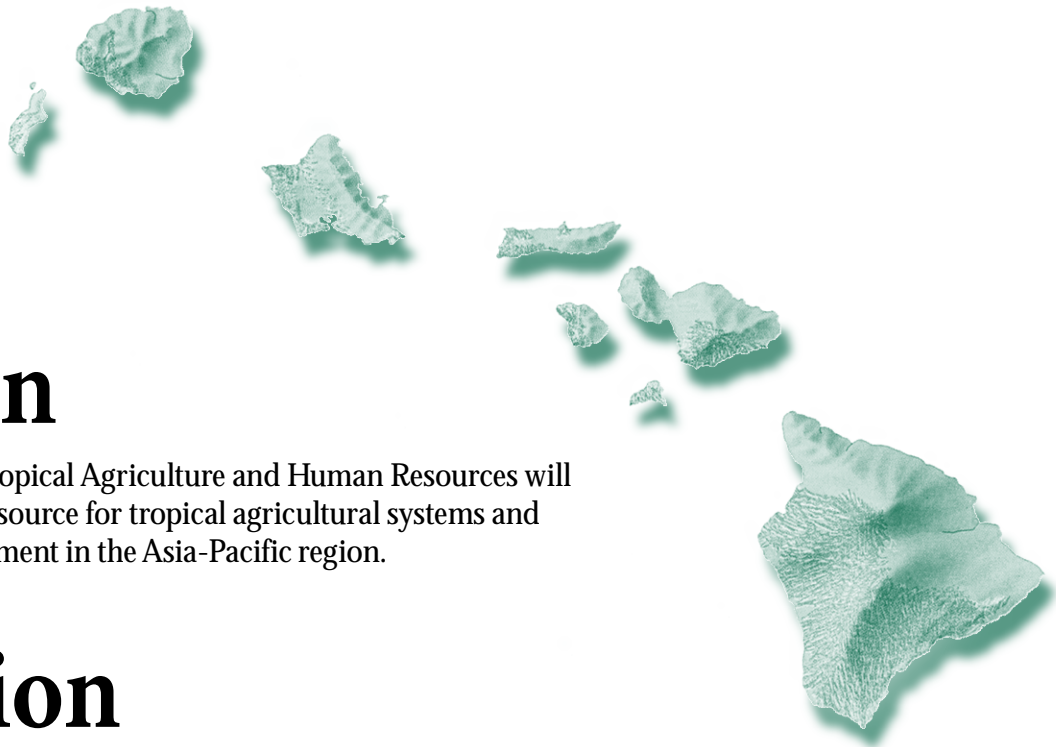 n
opical Agriculture and Human Resources will
source for tropical agricultural systems and
ment in the Asia-Pacific region.
ion